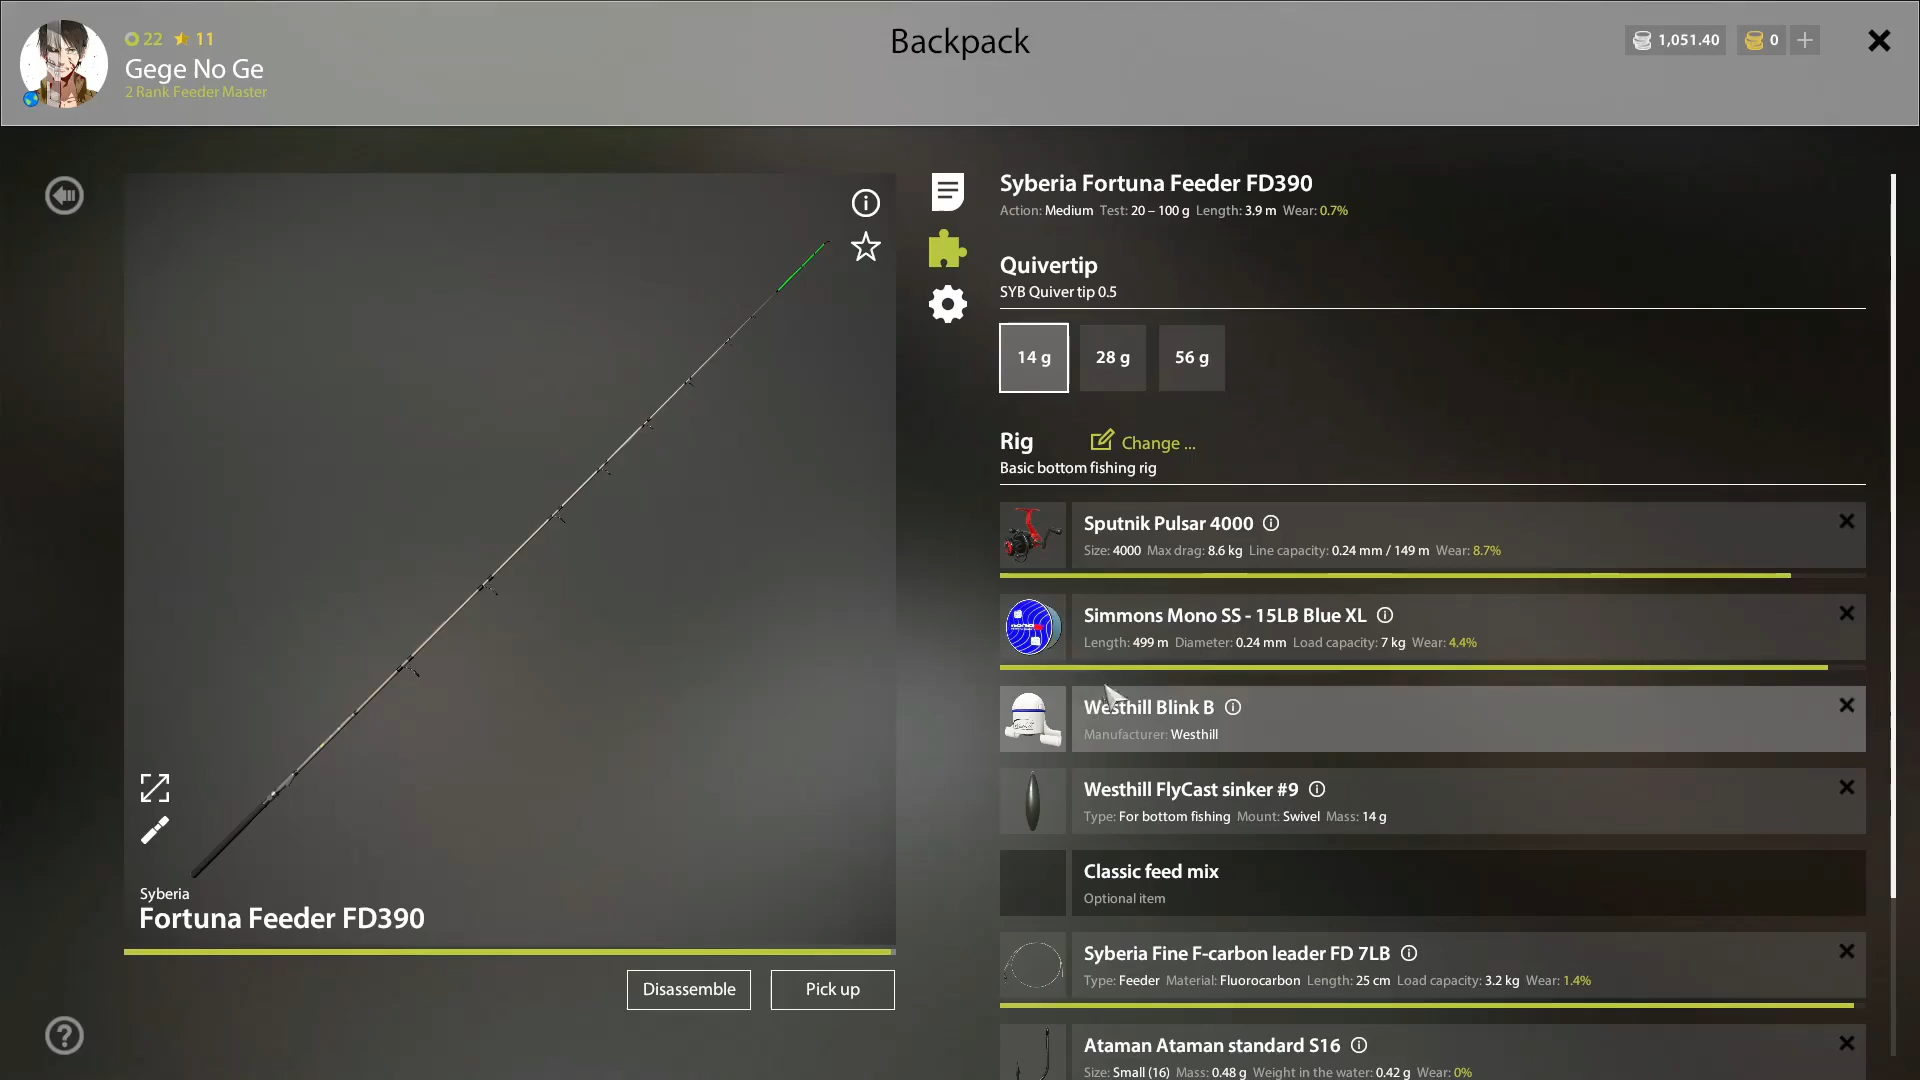 22 11
Gege No Ge
2 Rank Feeder Master
Backpack
1,051.40 0
Syberia Fortuna Feeder FD390
Action: Medium Test: 20 – 100 g Length: 3.9 m Wear: 0.7%
Quivertip
SYB Quiver tip 0.5
14 g 28 g 56 g
Rig Change ...
Basic bottom fishing rig
Sputnik Pulsar 4000
Size: 4000 Max drag: 8.6 kg Line capacity: 0.24 mm / 149 m Wear: 8.7%
Simmons Mono SS - 15LB Blue XL
Length: 499 m Diameter: 0.24 mm Load capacity: 7 kg Wear: 4.4%
Westhill Blink B
Manufacturer: Westhill
Westhill FlyCast sinker #9
Type: For bottom fishing Mount: Swivel Mass: 14 g
Classic feed mix
Optional item
Syberia Fine F-carbon leader FD 7LB
Type: Feeder Material: Fluorocarbon Length: 25 cm Load capacity: 3.2 kg Wear: 1.4%
Ataman Ataman standard S16
Size: Small (16) Mass: 0.48 g Weight in the water: 0.42 g Wear: 0%
Syberia
Fortuna Feeder FD390
Disassemble Pick up